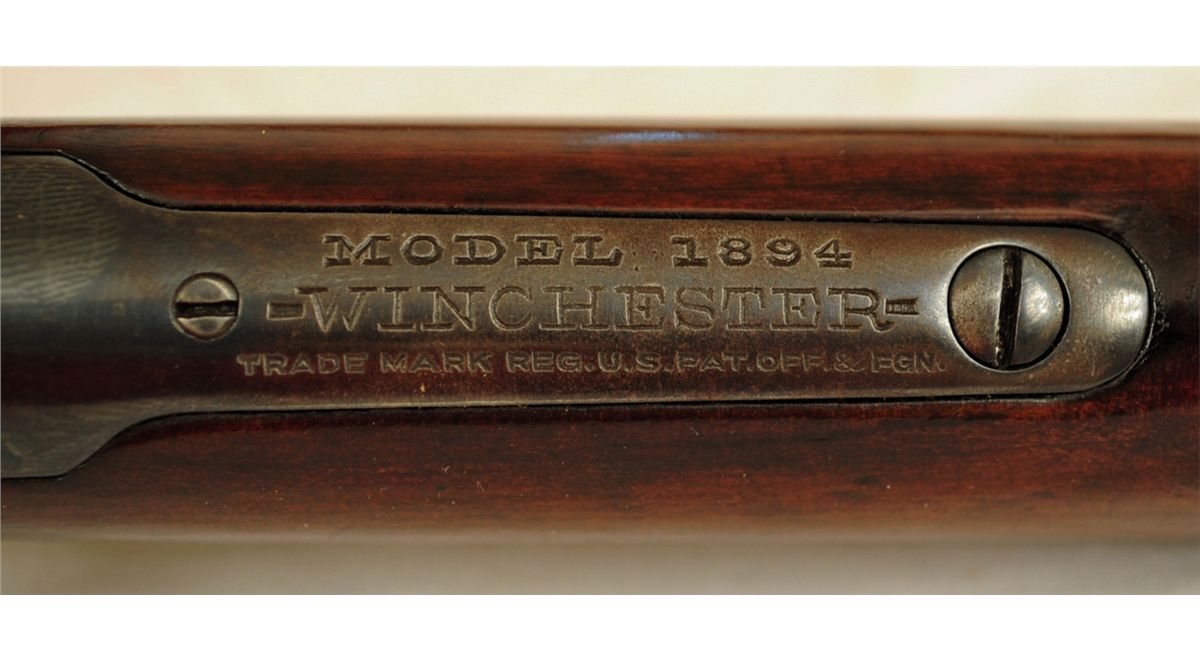 MODEL 1894
-WINCHESTER-
TRADE MARK REG. U.S. PAT. OFF. & FGN.